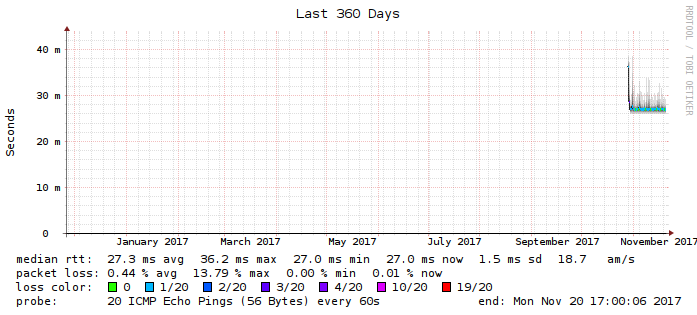 Last 360 Days
RRDTOOL / TOBI OETIKER
Seconds
40 m
30 m
20 m
10 m
0
January 2017 March 2017 May 2017 July 2017 September 2017 November 2017
median rtt: 27.3 ms avg 36.2 ms max 27.0 ms min 27.0 ms now 1.5 ms sd 18.7 am/s
packet loss: 0.44 % avg 13.79 % max 0.00 % min 0.01 % now
loss color: 0 1/20 2/20 3/20 4/20 10/20 19/20
probe: 20 ICMP Echo Pings (56 Bytes) every 60s end: Mon Nov 20 17:00:06 2017